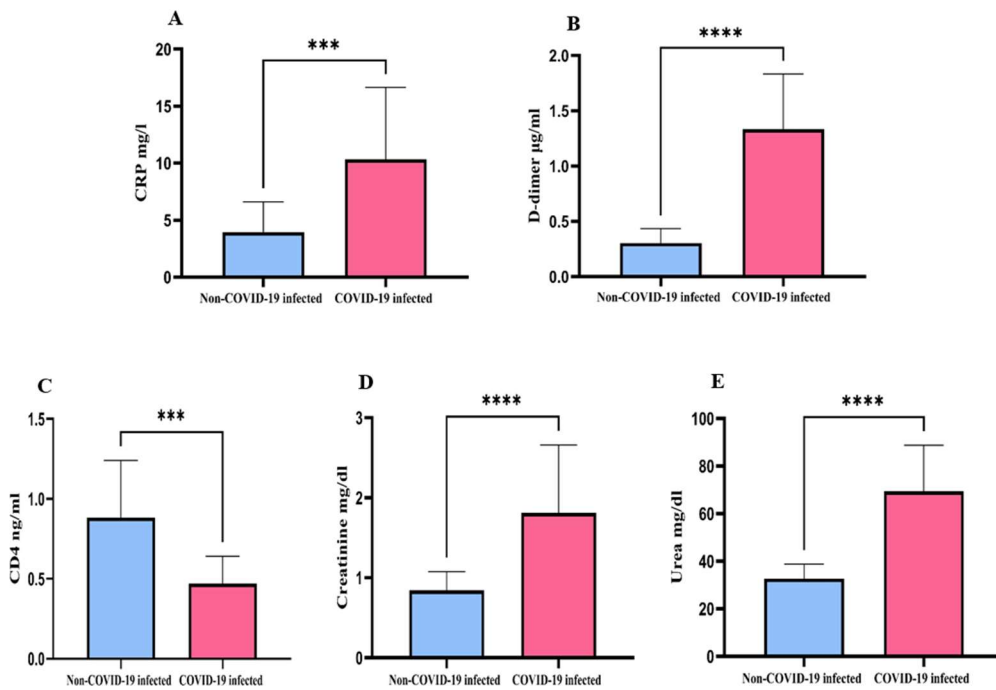 A
***
20
15
10
5
0
CRP mg/l
Non-COVID-19 infected
COVID-19 infected
B
****
2.0
1.5
1.0
0.5
0.0
D-dimer µg/ml
Non-COVID-19 infected
COVID-19 infected
C
***
1.5
1.0
0.5
0.0
CD4 ng/ml
Non-COVID-19 infected
COVID-19 infected
D
****
3
2
1
0
Creatinine mg/dl
Non-COVID-19 infected
COVID-19 infected
E
****
100
80
60
40
20
0
Urea mg/dl
Non-COVID-19 infected
COVID-19 infected